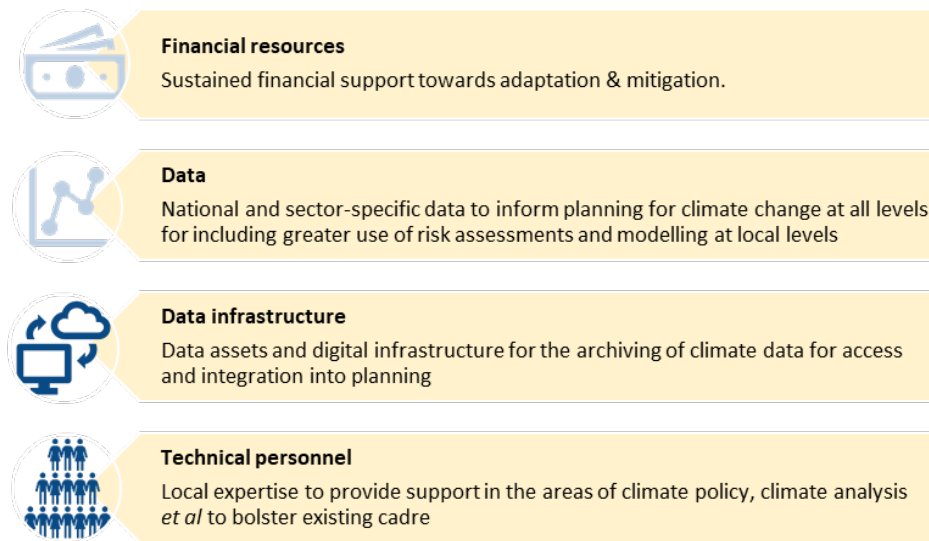 Financial resources
Sustained financial support towards adaptation & mitigation.
Data
National and sector-specific data to inform planning for climate change at all levels
for including greater use of risk assessments and modelling at local levels
Data infrastructure
Data assets and digital infrastructure for the archiving of climate data for access
and integration into planning
Technical personnel
Local expertise to provide support in the areas of climate policy, climate analysis
et al to bolster existing cadre